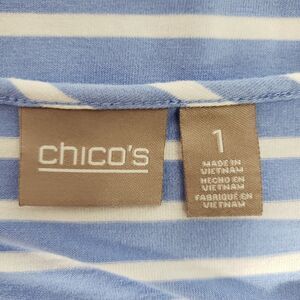 chico's
1
MADE IN
VIETNAM
HECHO EN
VIETNAM
FABRIQUÉ EN
VIETNAM